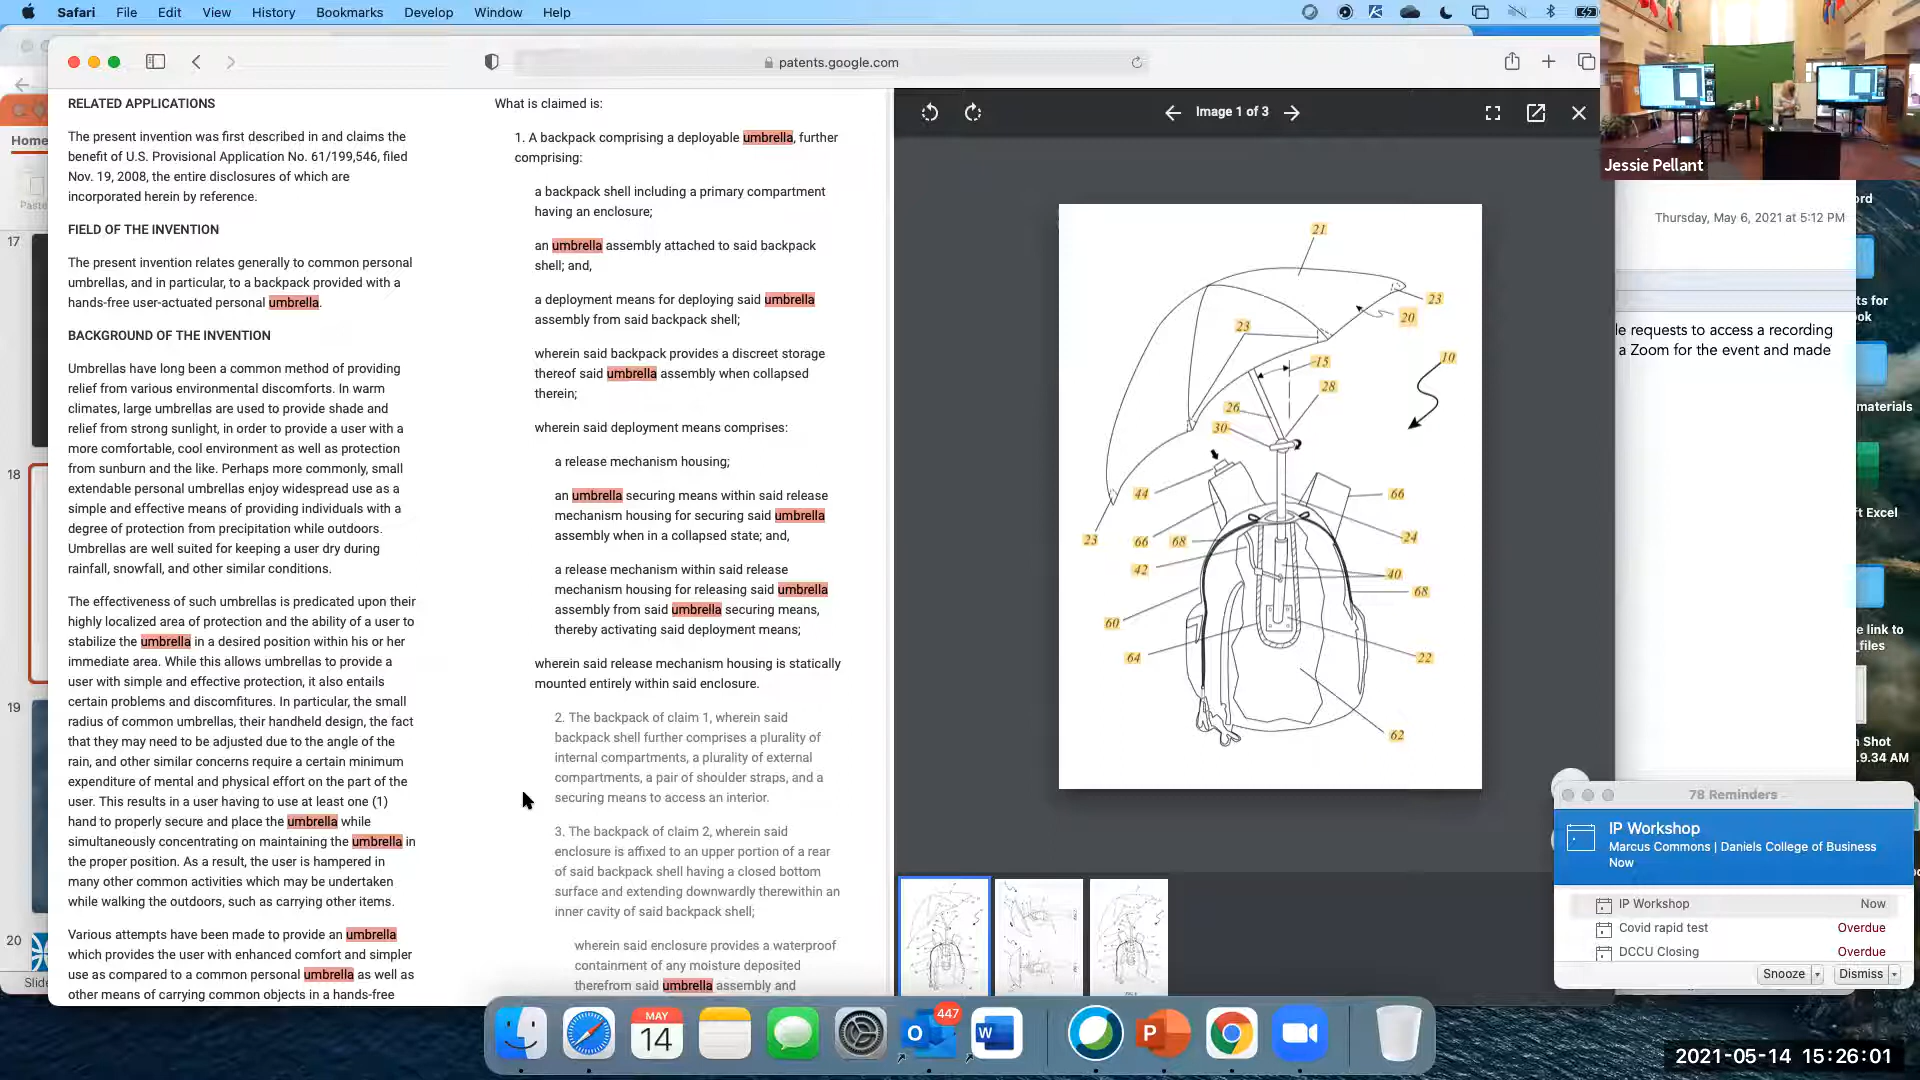 Safari File Edit View History Bookmarks Develop Window Help
patents.google.com
Home
Paste
17
18
19
20
RELATED APPLICATIONS
The present invention was first described in and claims the
benefit of U.S. Provisional Application No. 61/199,546, filed
Nov. 19, 2008, the entire disclosures of which are
incorporated herein by reference.
FIELD OF THE INVENTION
The present invention relates generally to common personal
umbrellas, and in particular, to a backpack provided with a
hands-free user-actuated personal umbrella.
BACKGROUND OF THE INVENTION
Umbrellas have long been a common method of providing
relief from various environmental discomforts. In warm
climates, large umbrellas are used to provide shade and
relief from strong sunlight, in order to provide a user with a
more comfortable, cool environment as well as protection
from sunburn and the like. Perhaps more commonly, small
extendable personal umbrellas enjoy widespread use as a
simple and effective means of providing individuals with a
degree of protection from precipitation while outdoors.
Umbrellas are well suited for keeping a user dry during
rainfall, snowfall, and other similar conditions.
The effectiveness of such umbrellas is predicated upon their
highly localized area of protection and the ability of a user to
stabilize the umbrella in a desired position within his or her
immediate area. While this allows umbrellas to provide a
user with simple and effective protection, it also entails
certain problems and discomfitures. In particular, the small
radius of common umbrellas, their handheld design, the fact
that they may need to be adjusted due to the angle of the
rain, and other similar concerns require a certain minimum
expenditure of mental and physical effort on the part of the
user. This results in a user having to use at least one (1)
hand to properly secure and place the umbrella while
simultaneously concentrating on maintaining the umbrella in
the proper position. As a result, the user is hampered in
many other common activities which may be undertaken
while walking the outdoors, such as carrying other items.
Various attempts have been made to provide an umbrella
which provides the user with enhanced comfort and simpler
use as compared to a common personal umbrella as well as
other means of carrying common objects in a hands-free
What is claimed is:
1. A backpack comprising a deployable umbrella, further
comprising:
a backpack shell including a primary compartment
having an enclosure;
an umbrella assembly attached to said backpack
shell; and,
a deployment means for deploying said umbrella
assembly from said backpack shell;
wherein said backpack provides a discreet storage
thereof said umbrella assembly when collapsed
therein;
wherein said deployment means comprises:
a release mechanism housing;
an umbrella securing means within said release
mechanism housing for securing said umbrella
assembly when in a collapsed state; and,
a release mechanism within said release
mechanism housing for releasing said umbrella
assembly from said umbrella securing means,
thereby activating said deployment means;
wherein said release mechanism housing is statically
mounted entirely within said enclosure.
2. The backpack of claim 1, wherein said
backpack shell further comprises a plurality of
internal compartments, a plurality of external
compartments, a pair of shoulder straps, and a
securing means to access an interior.
3. The backpack of claim 2, wherein said
enclosure is affixed to an upper portion of a rear
of said backpack shell having a closed bottom
surface and extending downwardly therewithin an
inner cavity of said backpack shell;
wherein said enclosure provides a waterproof
containment of any moisture deposited
therefrom said umbrella assembly and
Image 1 of 3
21
23
20
23
15
10
28
26
30
44
66
23
66
68
24
42
40
68
60
64
22
62
Jessie Pellant
Thursday, May 6, 2021 at 5:12 PM
le requests to access a recording
a Zoom for the event and made
ord
ts for
ok
materials
ft Excel
e link to
_files
n Shot
.9.34 AM
78 Reminders
IP Workshop
Marcus Commons | Daniels College of Business
Now
IP Workshop Now
Covid rapid test Overdue
DCCU Closing Overdue
Snooze Dismiss
Slide
MAY
14
447
2021-05-14 15:26:01